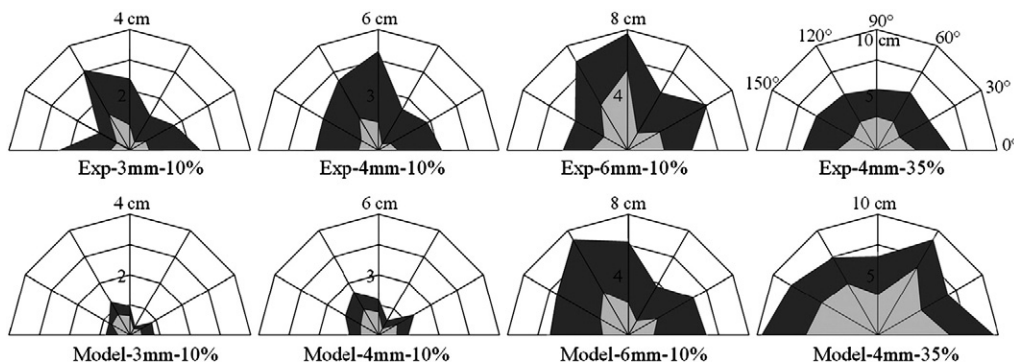 4 cm
6 cm
8 cm
90°
10 cm
120°
60°
150°
30°
0°
2
3
4
5
Exp-3mm-10%
Exp-4mm-10%
Exp-6mm-10%
Exp-4mm-35%
4 cm
6 cm
8 cm
10 cm
2
3
4
5
Model-3mm-10%
Model-4mm-10%
Model-6mm-10%
Model-4mm-35%